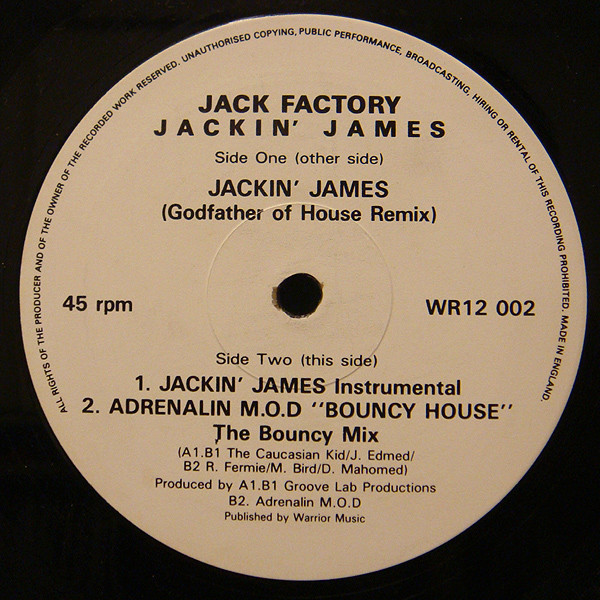 ALL RIGHTS OF THE PRODUCER AND OF THE OWNER OF THE RECORDED WORK RESERVED. UNAUTHORISED COPYING, PUBLIC PERFORMANCE, BROADCASTING, HIRING OR RENTAL OF THIS RECORDING PROHIBITED. MADE IN ENGLAND.
JACK FACTORY
JACKIN' JAMES
Side One (other side)
JACKIN' JAMES
(Godfather of House Remix)
45 rpm
WR12 002
Side Two (this side)
1. JACKIN' JAMES Instrumental
2. ADRENALIN M.O.D "BOUNCY HOUSE"
The Bouncy Mix
(A1.B1 The Caucasian Kid/J. Edmed/
B2 R. Fermie/M. Bird/D. Mahomed)
Produced by A1.B1 Groove Lab Productions
B2. Adrenalin M.O.D
Published by Warrior Music